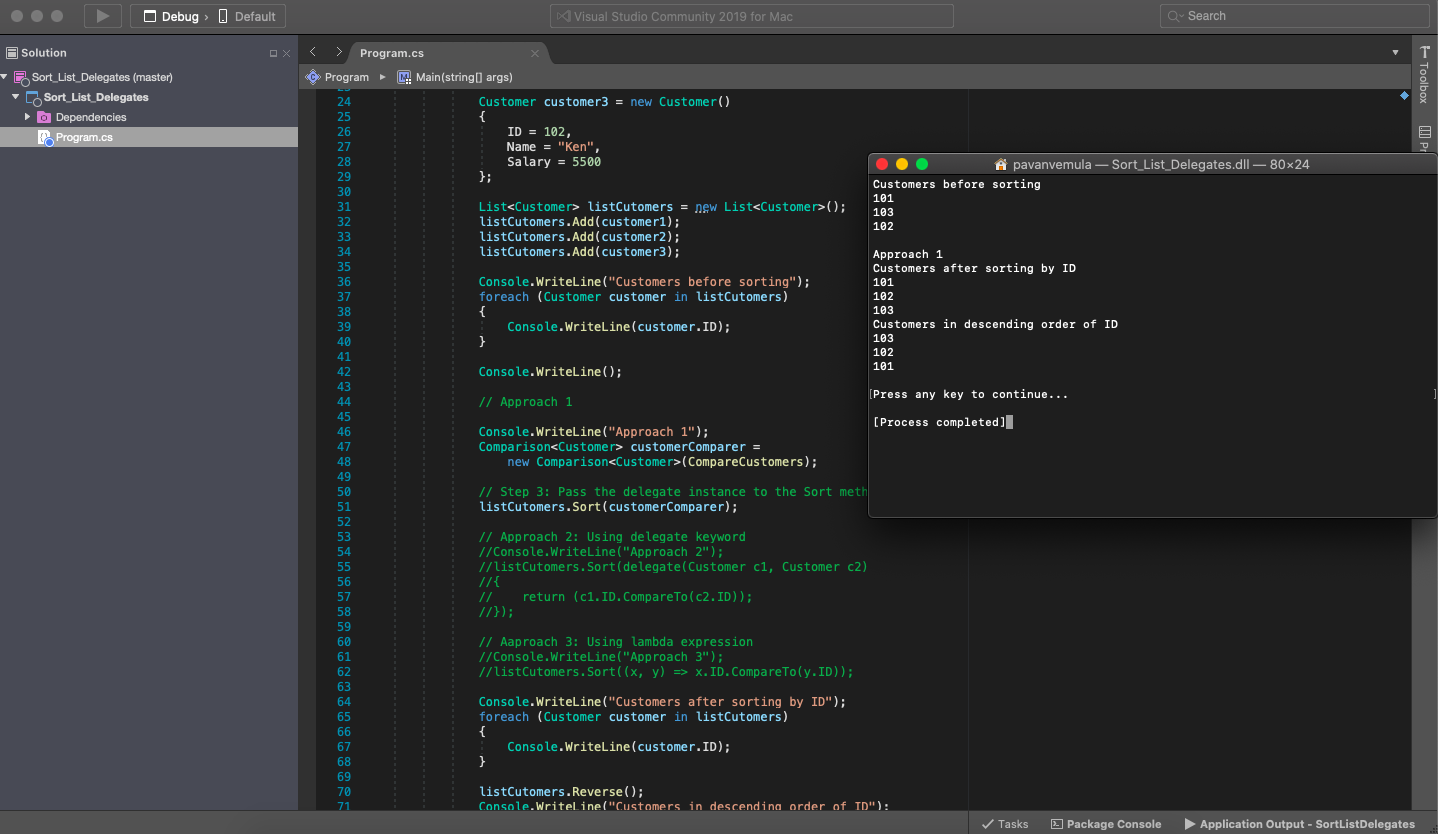 Debug › Default
Visual Studio Community 2019 for Mac
Search
Solution
Sort_List_Delegates (master)
Sort_List_Delegates
Dependencies
Program.cs
Program.cs
Program
Main(string[] args)
24 Customer customer3 = new Customer()
25 {
26 ID = 102,
27 Name = "Ken",
28 Salary = 5500
29 };
30
31 List<Customer> listCutomers = new List<Customer>();
32 listCutomers.Add(customer1);
33 listCutomers.Add(customer2);
34 listCutomers.Add(customer3);
35
36 Console.WriteLine("Customers before sorting");
37 foreach (Customer customer in listCutomers)
38 {
39 Console.WriteLine(customer.ID);
40 }
41
42 Console.WriteLine();
43
44 // Approach 1
45
46 Console.WriteLine("Approach 1");
47 Comparison<Customer> customerComparer =
48 new Comparison<Customer>(CompareCustomers);
49
50 // Step 3: Pass the delegate instance to the Sort meth
51 listCutomers.Sort(customerComparer);
52
53 // Approach 2: Using delegate keyword
54 //Console.WriteLine("Approach 2");
55 //listCutomers.Sort(delegate(Customer c1, Customer c2)
56 //{
57 // return (c1.ID.CompareTo(c2.ID));
58 //});
59
60 // Aaproach 3: Using lambda expression
61 //Console.WriteLine("Approach 3");
62 //listCutomers.Sort((x, y) => x.ID.CompareTo(y.ID));
63
64 Console.WriteLine("Customers after sorting by ID");
65 foreach (Customer customer in listCutomers)
66 {
67 Console.WriteLine(customer.ID);
68 }
69
70 listCutomers.Reverse();
71 Console.WriteLine("Customers in descending order of ID");
Toolbox
pavanvemula — Sort_List_Delegates.dll — 80×24
Customers before sorting
101
103
102
Approach 1
Customers after sorting by ID
101
102
103
Customers in descending order of ID
103
102
101
[Press any key to continue... ]
[Process completed]
Tasks
Package Console
Application Output - SortListDelegates